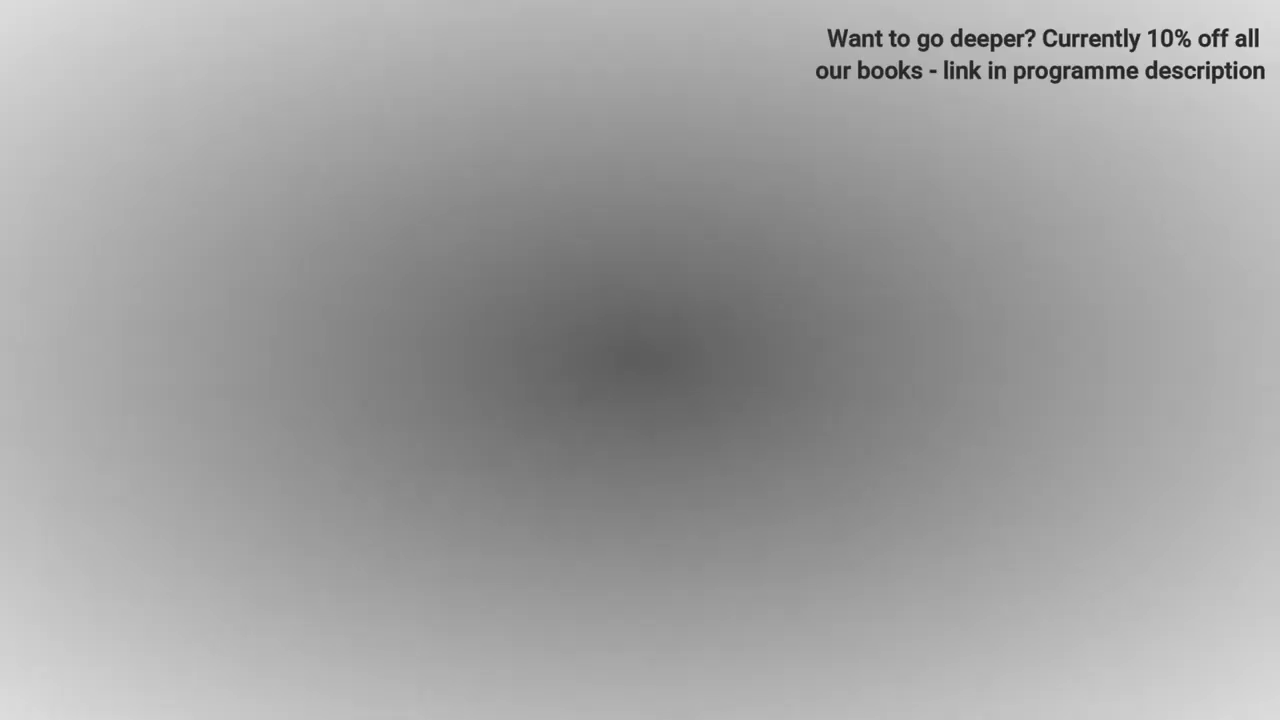 Want to go deeper? Currently 10% off all
our books - link in programme description